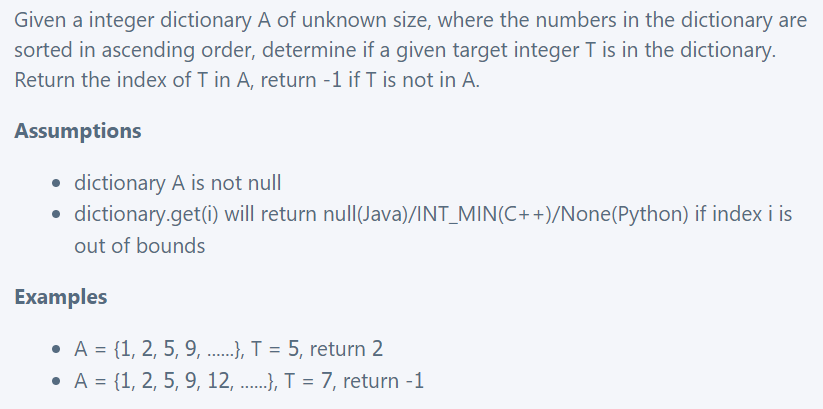 Given a integer dictionary A of unknown size, where the numbers in the dictionary are
sorted in ascending order, determine if a given target integer T is in the dictionary.
Return the index of T in A, return -1 if T is not in A.
Assumptions
• dictionary A is not null
• dictionary.get(i) will return null(Java)/INT_MIN(C++)/None(Python) if index i is
out of bounds
Examples
• A = {1, 2, 5, 9, ......}, T = 5, return 2
• A = {1, 2, 5, 9, 12, ......}, T = 7, return -1